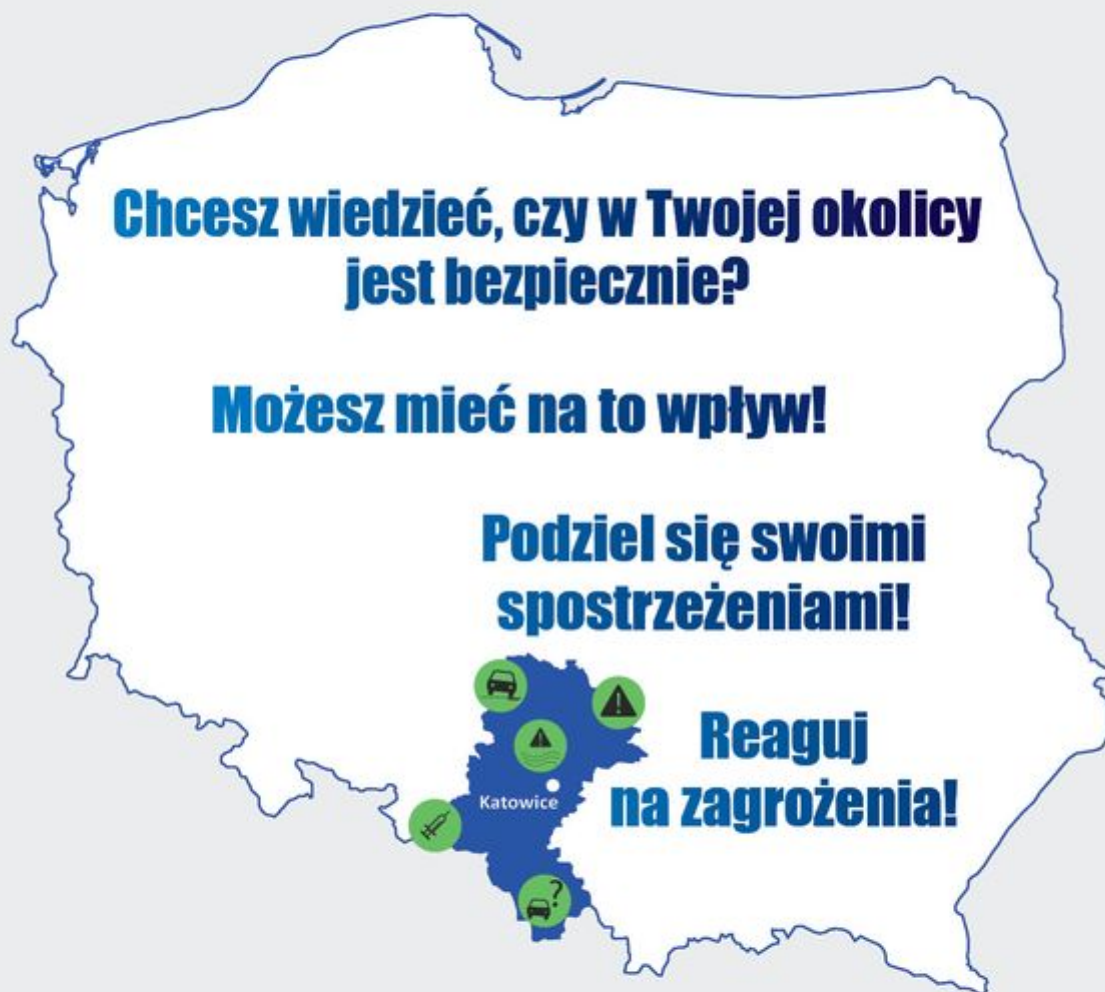 Chcesz wiedzieć, czy w Twojej okolicy
jest bezpiecznie?
Możesz mieć na to wpływ!
Podziel się swoimi
spostrzeżeniami!
Reaguj
na zagrożenia!
Katowice
?